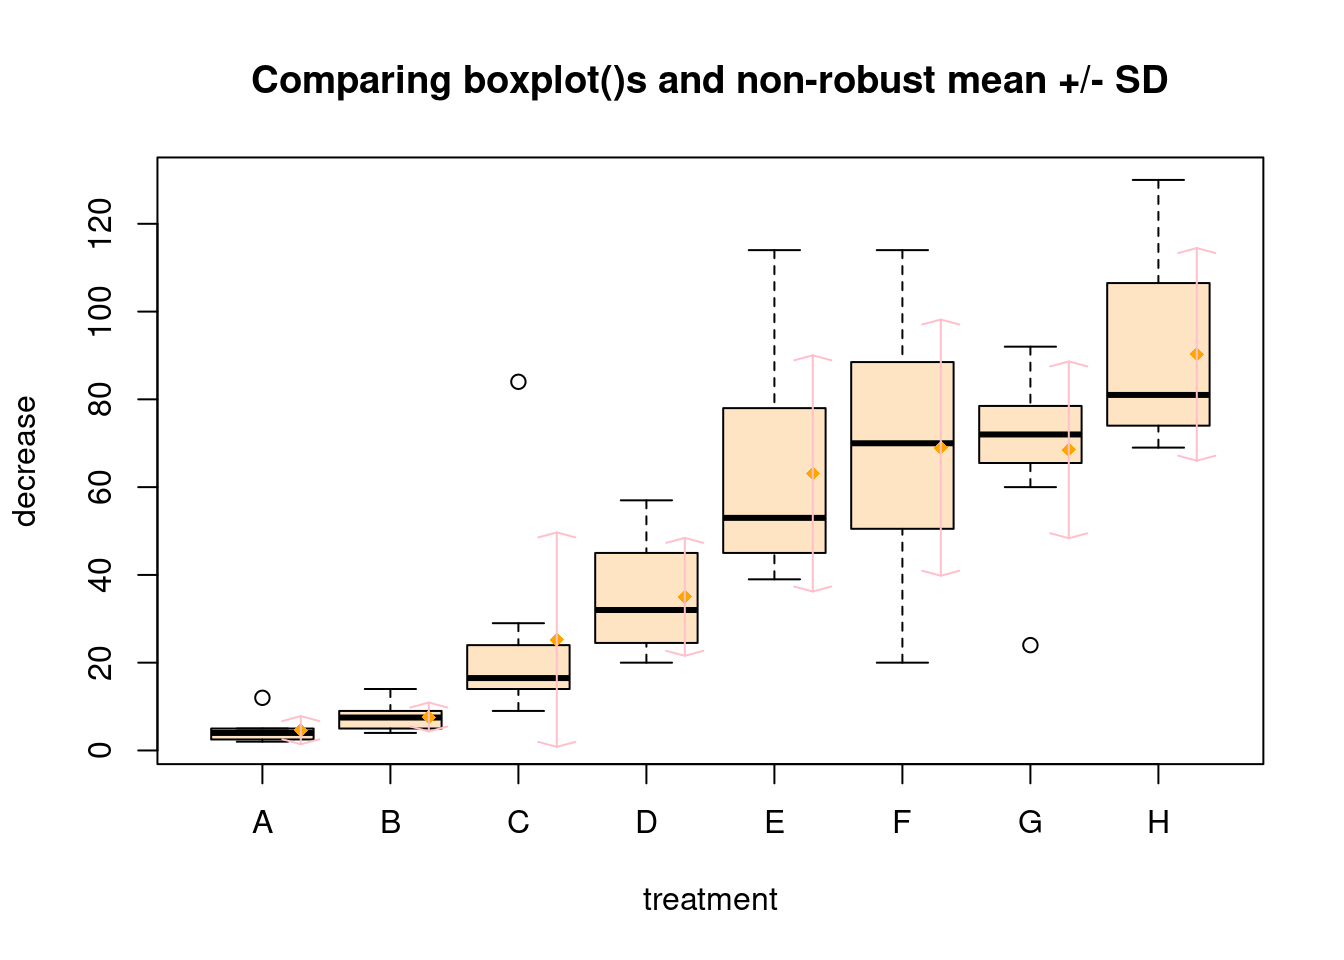 Comparing boxplot()s and non-robust mean +/- SD
120
100
80
60
40
20
0
decrease
A B C D E F G H
treatment